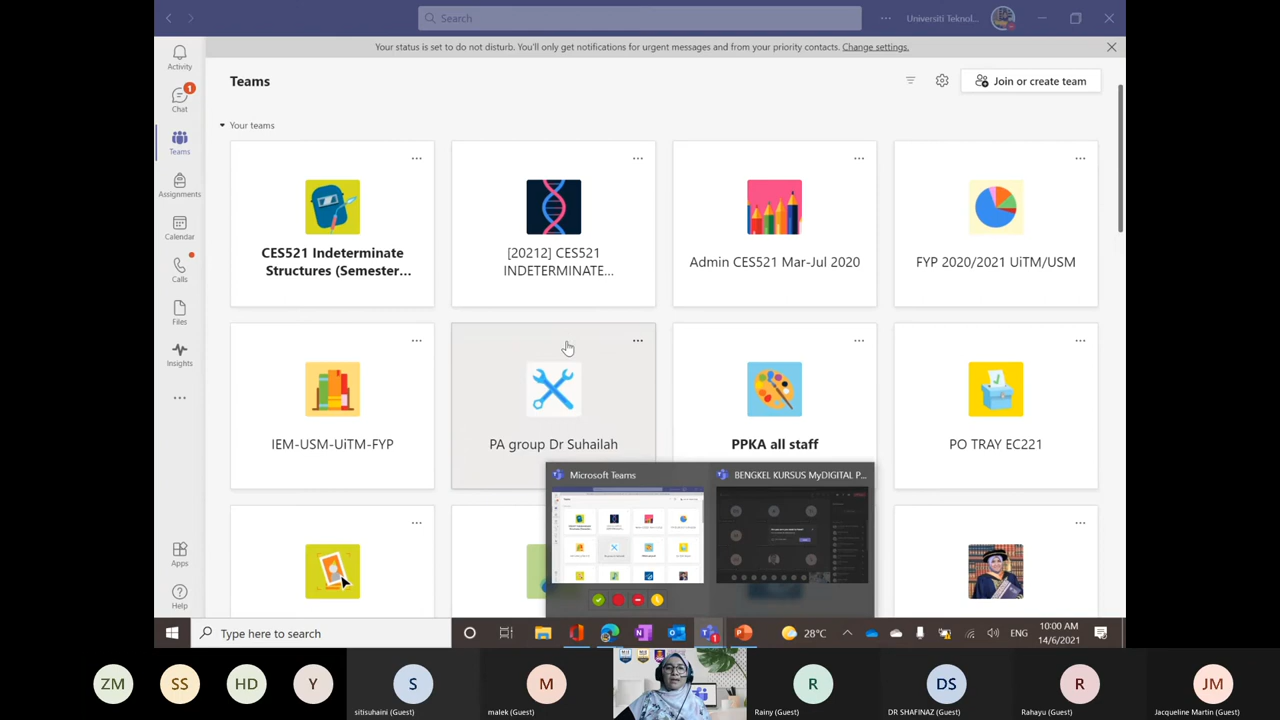 Search
Universiti Teknol...
Your status is set to do not disturb. You'll only get notifications for urgent messages and from your priority contacts. Change settings.
Activity
1
Chat
Teams
Assignments
Calendar
Calls
Files
Insights
Apps
Help
Teams
Join or create team
Your teams
CES521 Indeterminate
Structures (Semester...
[20212] CES521
INDETERMINATE...
Admin CES521 Mar-Jul 2020
FYP 2020/2021 UiTM/USM
IEM-USM-UiTM-FYP
PA group Dr Suhailah
PPKA all staff
PO TRAY EC221
Microsoft Teams
BENGKEL KURSUS MyDIGITAL P...
Type here to search
1
28°C
ENG
10:00 AM
14/6/2021
ZM
SS
HD
Y
S
sitisuhaini (Guest)
M
malek (Guest)
R
Rainy (Guest)
DS
DR SHAFINAZ (Guest)
R
Rahayu (Guest)
JM
Jacqueline Martin (Guest)